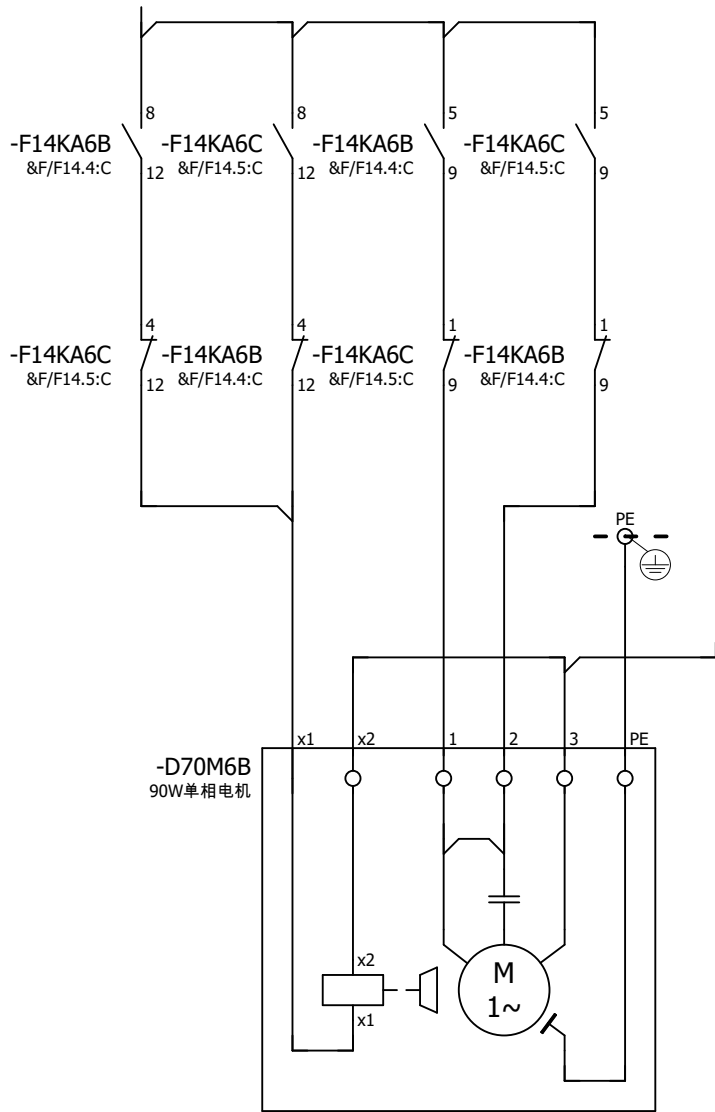 8 8 5 5
-F14KA6B -F14KA6C -F14KA6B -F14KA6C
&F/F14.4:C &F/F14.5:C &F/F14.4:C &F/F14.5:C
12 12 9 9
4 4 1 1
-F14KA6C -F14KA6B -F14KA6C -F14KA6B
&F/F14.5:C &F/F14.4:C &F/F14.5:C &F/F14.4:C
12 12 9 9
PE
x1 x2 1 2 3 PE
-D70M6B
90W单相电机
x2
M
1~
x1